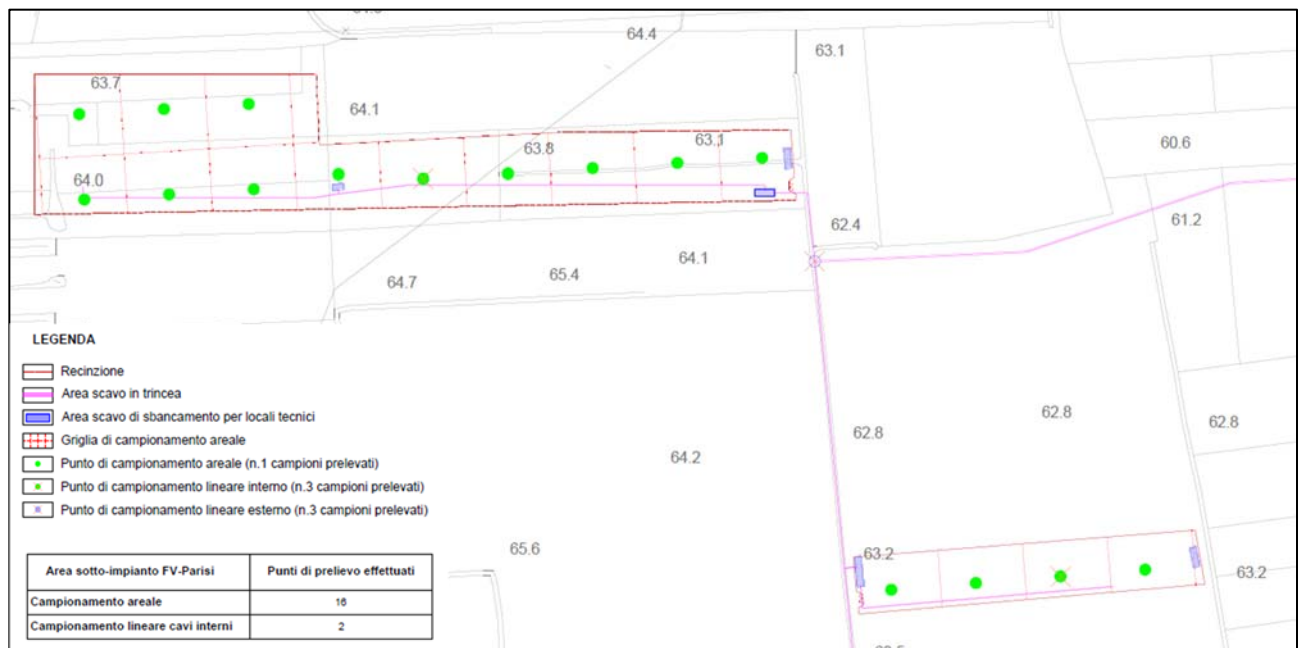 64.4
63.1
63.7
64.1
63.8
63.1
60.6
64.0
62.4
61.2
64.1
65.4
64.7
LEGENDA
Recinzione
Area scavo in trincea
Area scavo di sbancamento per locali tecnici
Griglia di campionamento areale
Punto di campionamento areale (n.1 campioni prelevati)
Punto di campionamento lineare interno (n.3 campioni prelevati)
Punto di campionamento lineare esterno (n.3 campioni prelevati)
62.8
62.8
62.8
64.2
65.6
63.2
63.2
Area sotto-impianto FV-Parisi Punti di prelievo effettuati
Campionamento areale 16
Campionamento lineare cavi interni 2